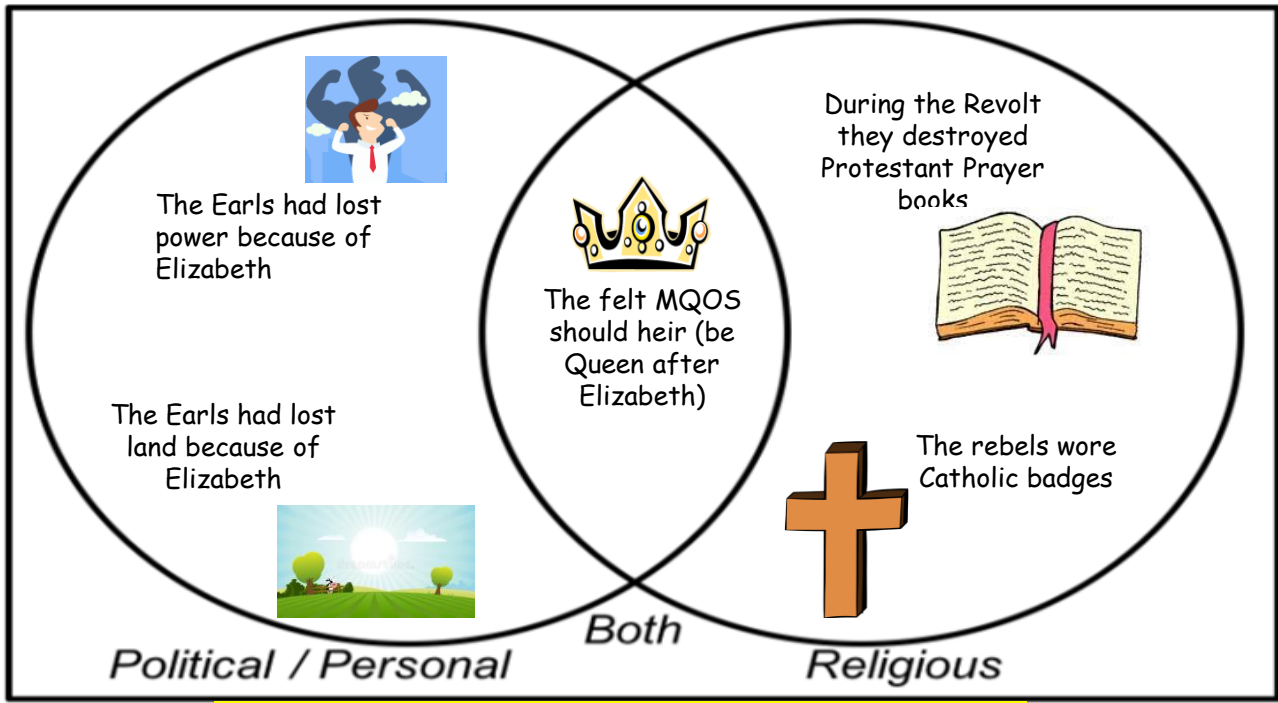 The Earls had lost
power because of
Elizabeth
The Earls had lost
land because of
Elizabeth
The felt MQOS
should heir (be
Queen after
Elizabeth)
During the Revolt
they destroyed
Protestant Prayer
books
The rebels wore
Catholic badges
Both
Political / Personal
Religious